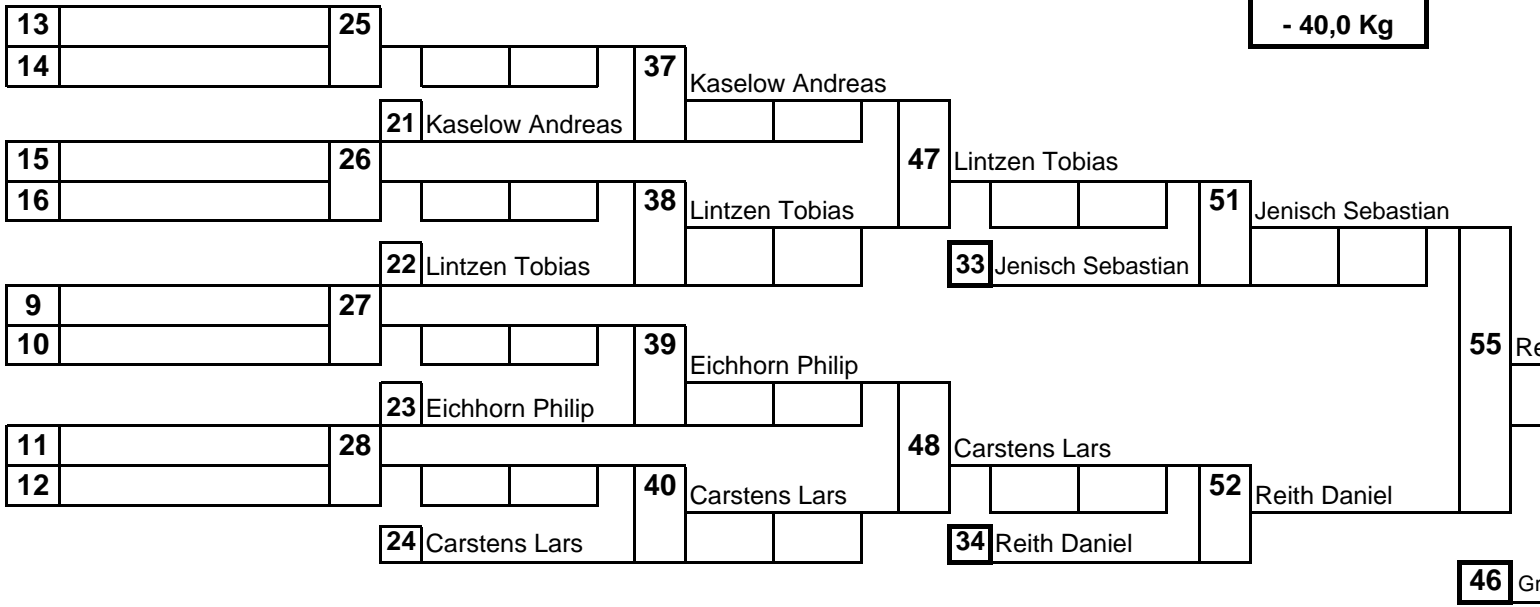 13 25 - 40,0 Kg
14 37 Kaselow Andreas
21 Kaselow Andreas
15 26 47 Lintzen Tobias
16 38 Lintzen Tobias 51 Jenisch Sebastian
22 Lintzen Tobias 33 Jenisch Sebastian
9 27
10 39 Eichhorn Philip 55 Re
23 Eichhorn Philip
11 28 48 Carstens Lars
12 40 Carstens Lars 52 Reith Daniel
24 Carstens Lars 34 Reith Daniel
46 Gr